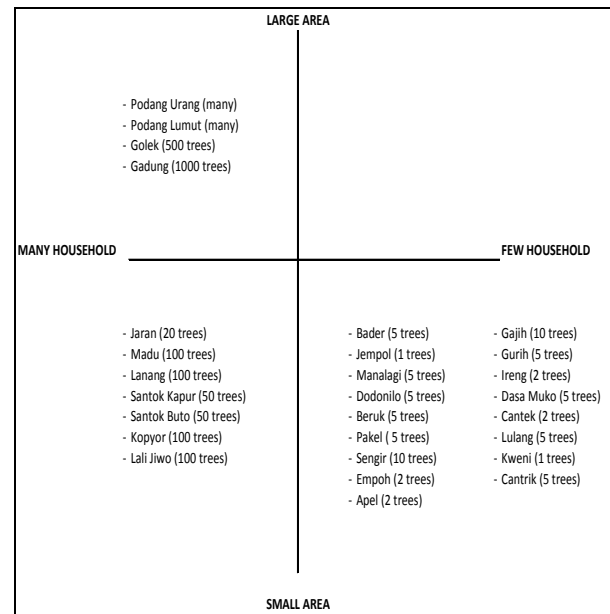 LARGE AREA
- Podang Urang (many)
- Podang Lumut (many)
- Golek (500 trees)
- Gadung (1000 trees)
MANY HOUSEHOLD
FEW HOUSEHOLD
- Jaran (20 trees)
- Madu (100 trees)
- Lanang (100 trees)
- Santok Kapur (50 trees)
- Santok Buto (50 trees)
- Kopyor (100 trees)
- Lali Jiwo (100 trees)
- Bader (5 trees)
- Jempol (1 trees)
- Manalagi (5 trees)
- Dodonilo (5 trees)
- Beruk (5 trees)
- Pakel ( 5 trees)
- Sengir (10 trees)
- Empoh (2 trees)
- Apel (2 trees)
- Gajih (10 trees)
- Gurih (5 trees)
- Ireng (2 trees)
- Dasa Muko (5 trees)
- Cantek (2 trees)
- Lulang (5 trees)
- Kweni (1 trees)
- Cantrik (5 trees)
SMALL AREA